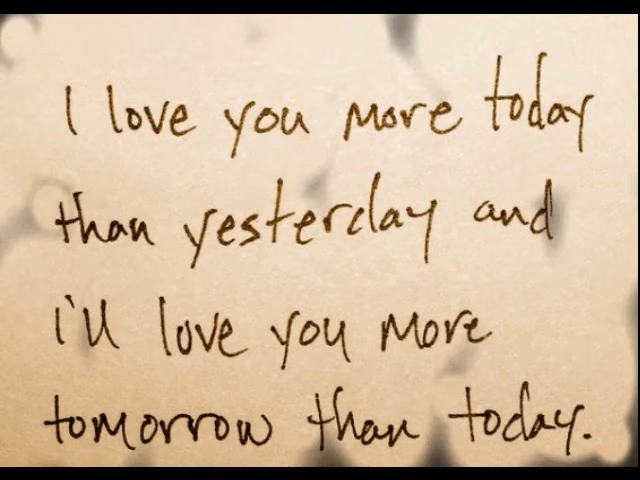 I love you more today
than yesterday and
i'll love you more
tomorrow than today.